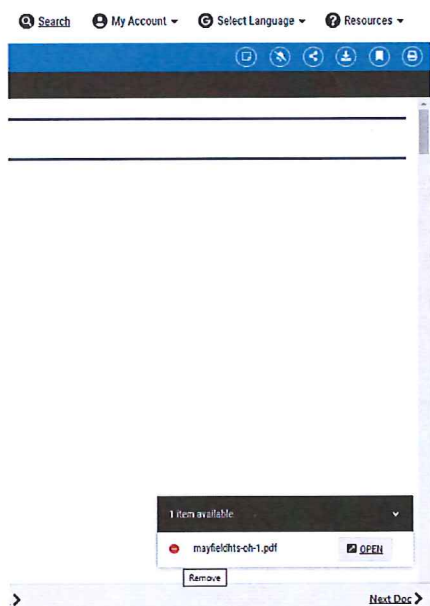 Search My Account Select Language Resources
1 item available
mayfieldhts-oh-1.pdf OPEN
Remove
Next Doc